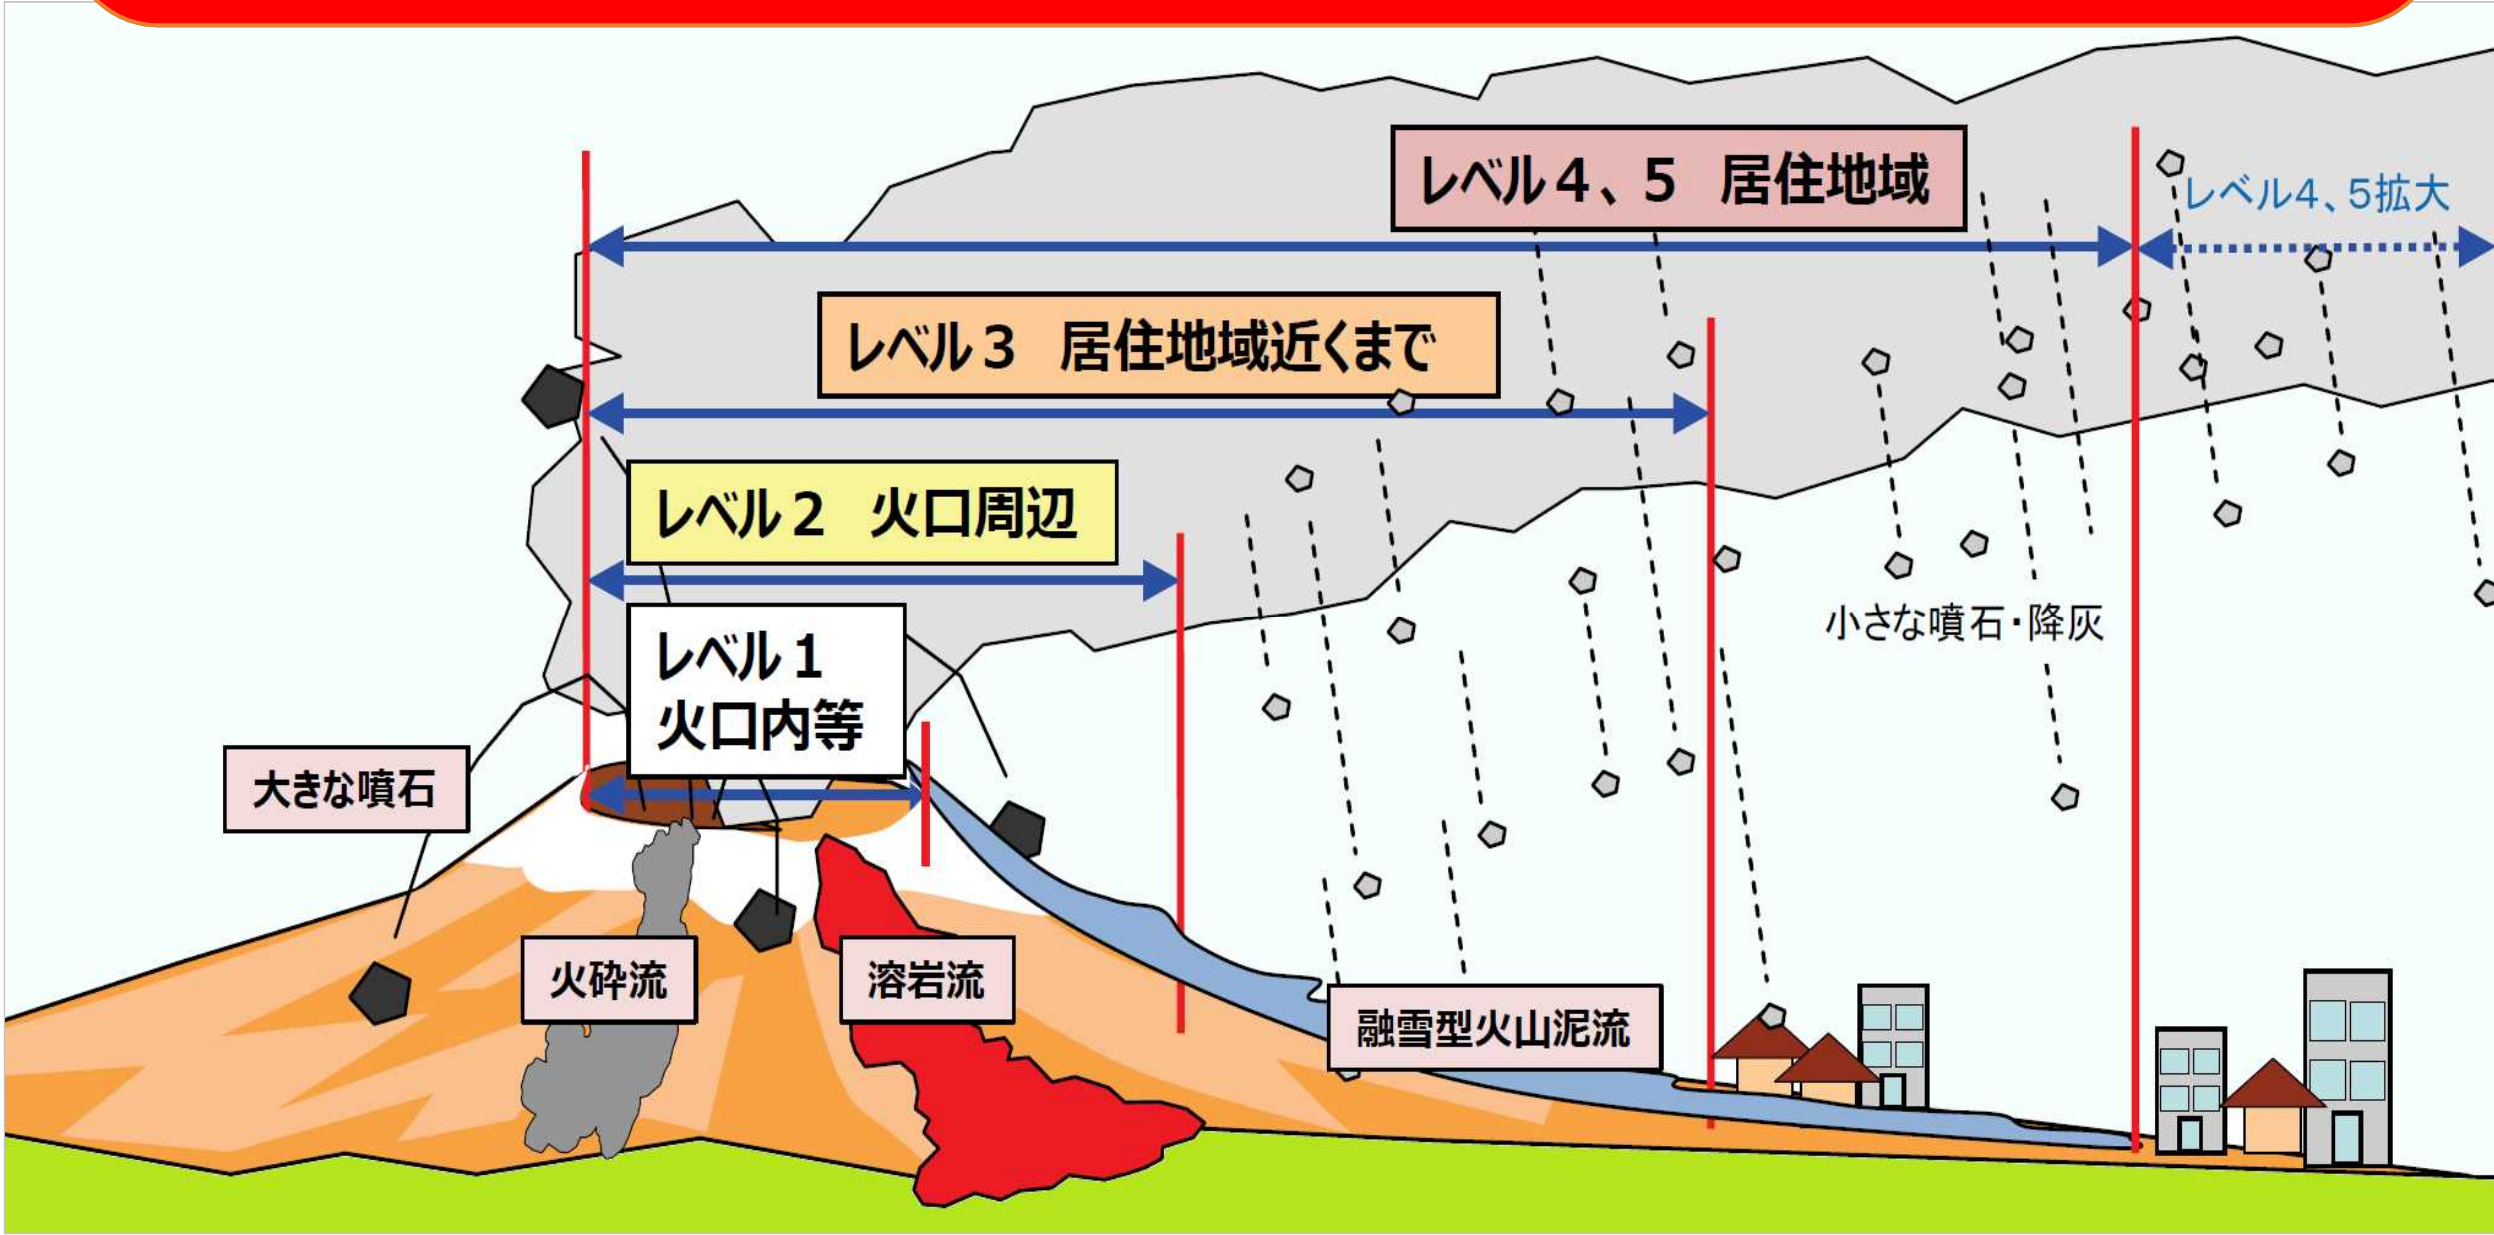 レベル４、５　居住地域
レベル4、5拡大
レベル３　居住地域近くまで
レベル２　火口周辺
レベル１
火口内等
小さな噴石・降灰
大きな噴石
火砕流
溶岩流
融雪型火山泥流